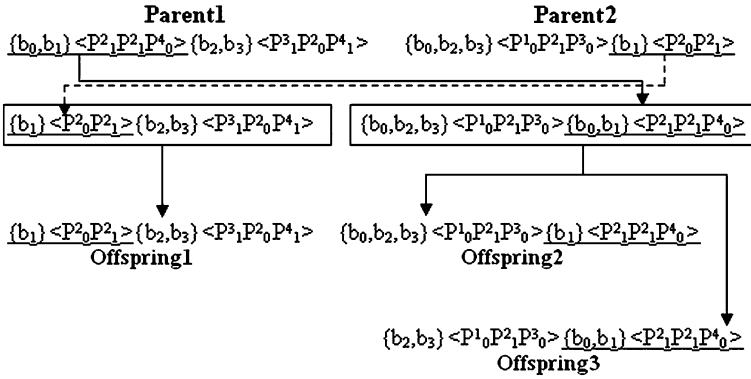 Parent1 Parent2
{b₀,b₁}<P²₁P²₁P⁴₀>{b₂,b₃}<P³₁P²₀P⁴₁> {b₀,b₂,b₃}<P¹₀P²₁P³₀>{b₁}<P²₀P²₁>
{b₁}<P²₀P²₁>{b₂,b₃}<P³₁P²₀P⁴₁> {b₀,b₂,b₃}<P¹₀P²₁P³₀>{b₀,b₁}<P²₁P²₁P⁴₀>
{b₁}<P²₀P²₁>{b₂,b₃}<P³₁P²₀P⁴₁> {b₀,b₂,b₃}<P¹₀P²₁P³₀>{b₁}<P²₁P²₁P⁴₀>
Offspring1 Offspring2
{b₂,b₃}<P¹₀P²₁P³₀>{b₀,b₁}<P²₁P²₁P⁴₀>
Offspring3